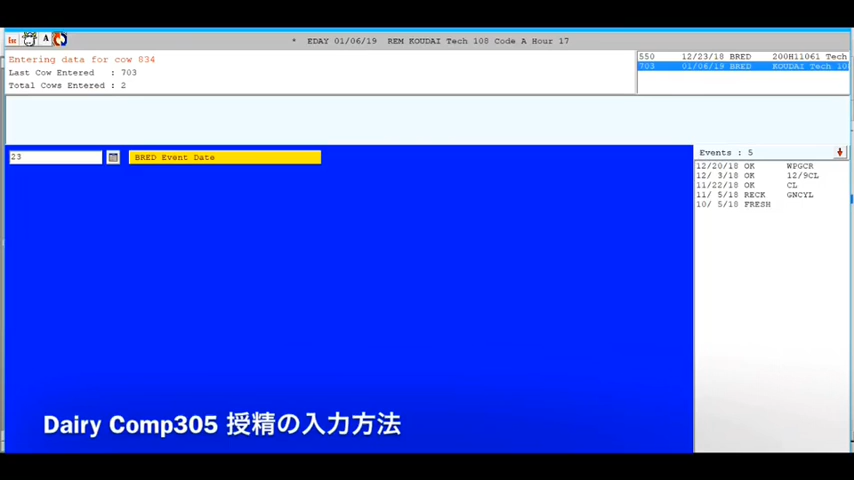 Esc A
* EDAY 01/06/19 REM KOUDAI Tech 108 Code A Hour 17
Entering data for cow 834
Last Cow Entered : 703
Total Cows Entered : 2
550 12/23/18 BRED 200H11061 Tech
703 01/06/19 BRED KOUDAI Tech 108
23 BRED Event Date
Events : 5
12/20/18 OK WPGCR
12/ 3/18 OK 12/9CL
11/22/18 OK CL
11/ 5/18 RECK GNCYL
10/ 5/18 FRESH
Dairy Comp305 授精の入力方法